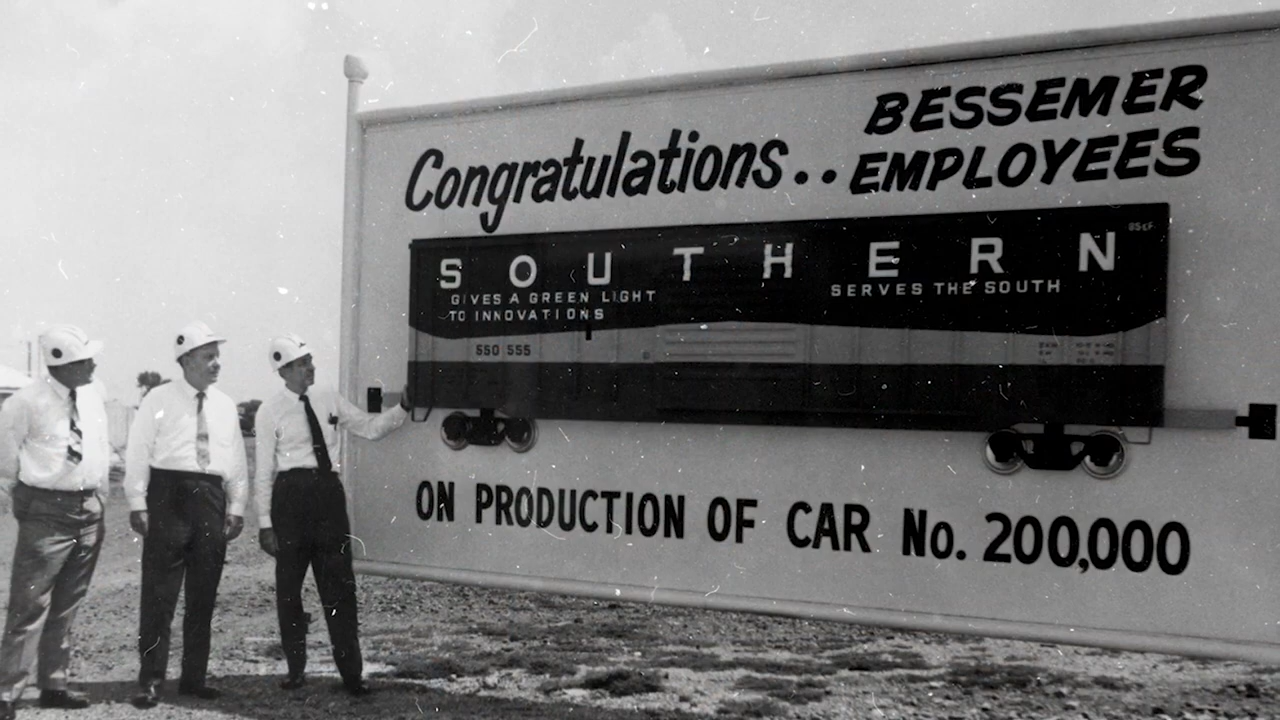 Congratulations.. BESSEMER
EMPLOYEES
SOUTHERN
GIVES A GREEN LIGHT
TO INNOVATIONS
SERVES THE SOUTH
550 555
ON PRODUCTION OF CAR No. 200,000